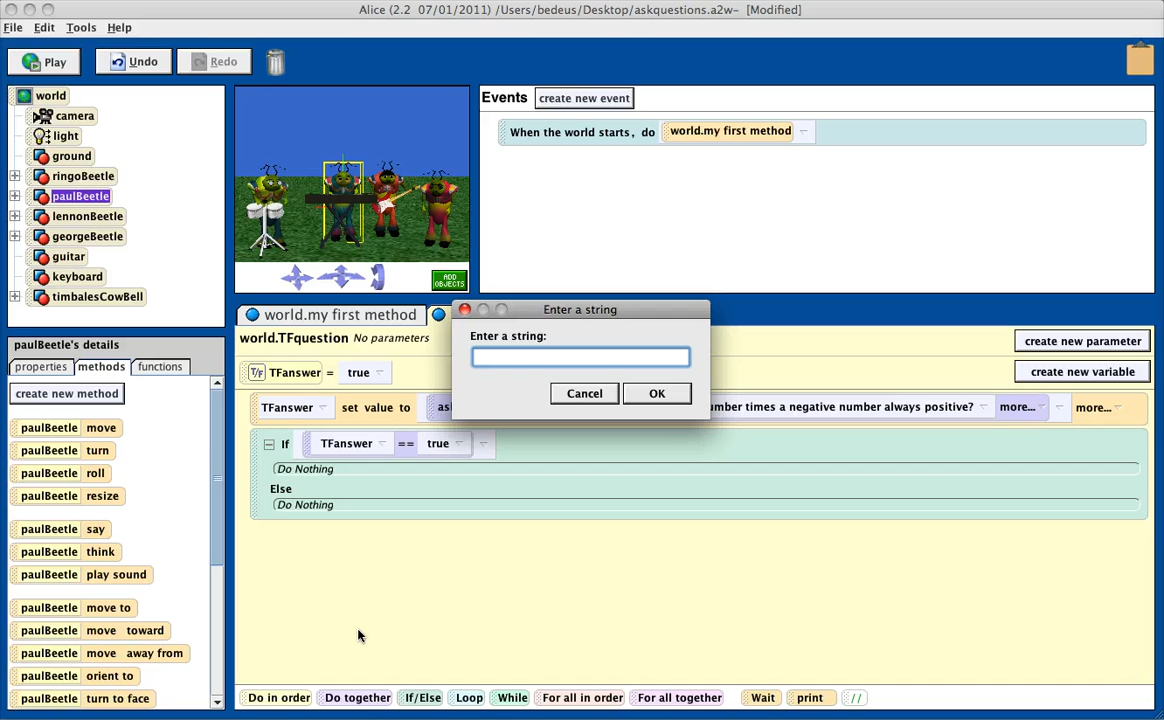 Alice (2.2 07/01/2011) /Users/bedeus/Desktop/askquestions.a2w- [Modified]
File Edit Tools Help
Play Undo Redo
world
camera
light
ground
ringoBeetle
paulBeetle
lennonBeetle
georgeBeetle
guitar
keyboard
timbalesCowBell
ADD
OBJECTS
Events create new event
When the world starts, do world.my first method
paulBeetle's details
properties methods functions
create new method
paulBeetle move
paulBeetle turn
paulBeetle roll
paulBeetle resize
paulBeetle say
paulBeetle think
paulBeetle play sound
paulBeetle move to
paulBeetle move toward
paulBeetle move away from
paulBeetle orient to
paulBeetle turn to face
world.my first method
world.TFquestion No parameters
create new parameter
T/F TFanswer = true
create new variable
TFanswer set value to umber times a negative number always positive? more... more...
If TFanswer == true
Do Nothing
Else
Do Nothing
Enter a string
Enter a string:
Cancel OK
Do in order Do together If/Else Loop While For all in order For all together Wait print //